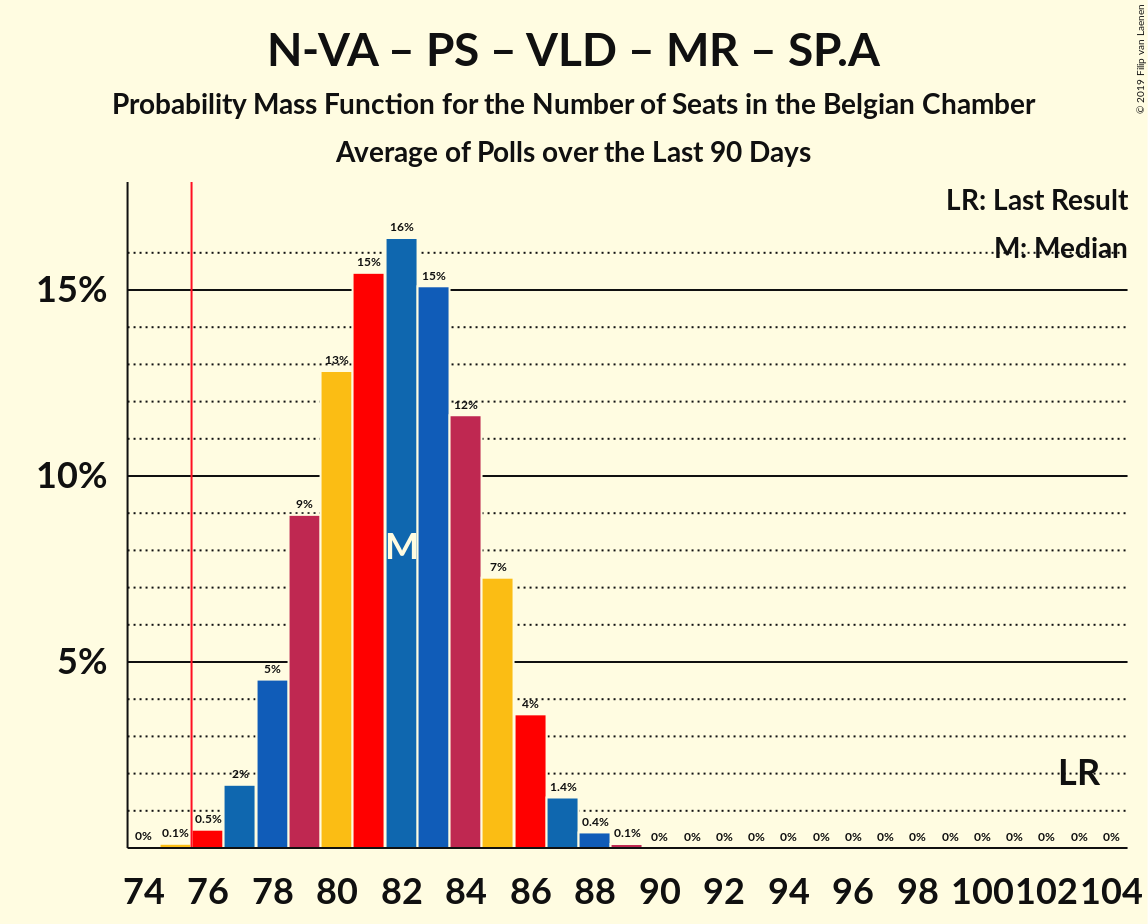 N-VA – PS – VLD – MR – SP.A
Probability Mass Function for the Number of Seats in the Belgian Chamber
Average of Polls over the Last 90 Days
© 2019 Filip van Laenen
LR: Last Result
M: Median
15%
10%
5%
0% 0.1% 0.5% 2% 5% 9% 13% 15% 16% 15% 12% 7% 4% 1.4% 0.4% 0.1% 0% 0% 0% 0% 0% 0% 0% 0% 0% 0% 0% 0% 0% 0% 0%
M
LR
74 76 78 80 82 84 86 88 90 92 94 96 98 100 102 104